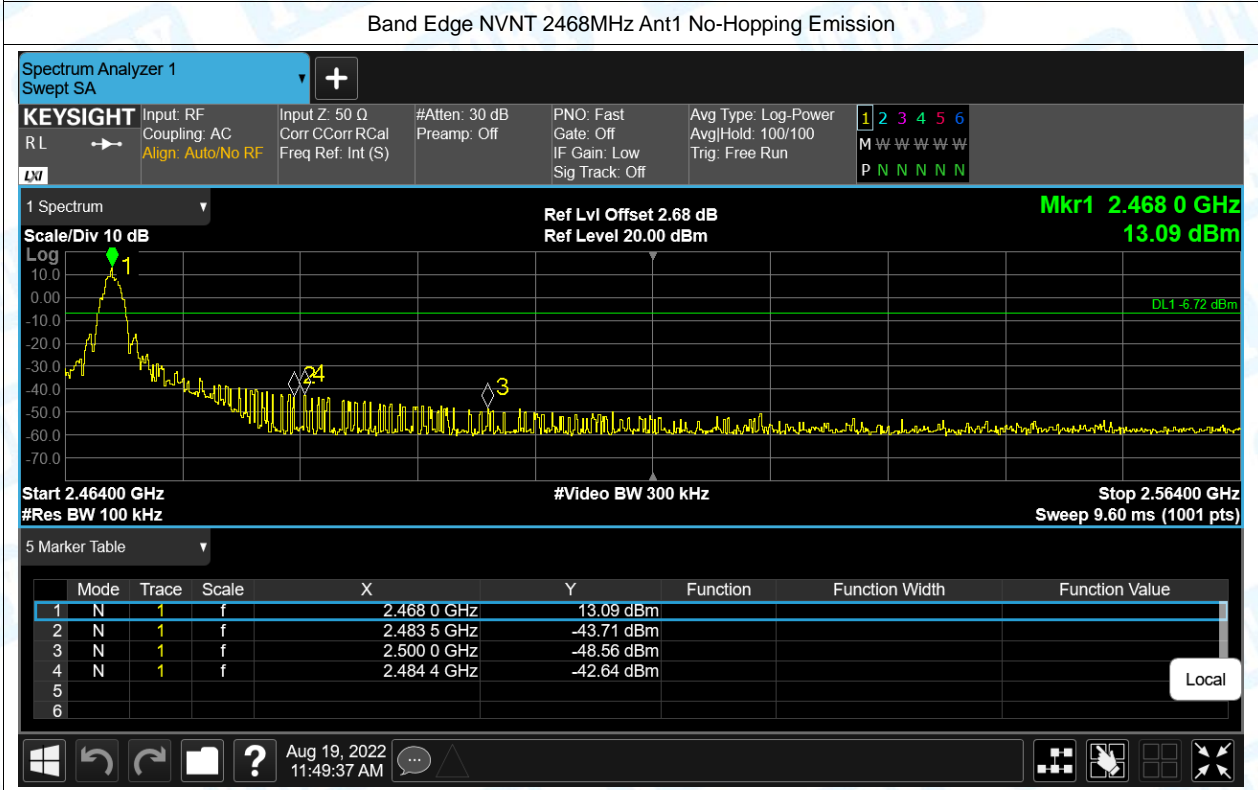 Band Edge NVNT 2468MHz Ant1 No-Hopping Emission
Spectrum Analyzer 1
Swept SA
KEYSIGHT Input: RF Input Z: 50 Ω #Atten: 30 dB PNO: Fast Avg Type: Log-Power 1 2 3 4 5 6
RL Coupling: AC Corr CCorr RCal Preamp: Off Gate: Off Avg|Hold: 100/100 M W W W W W
Align: Auto/No RF Freq Ref: Int (S) IF Gain: Low Trig: Free Run
LXI Sig Track: Off P N N N N N
1 Spectrum Ref Lvl Offset 2.68 dB Mkr1 2.468 0 GHz
Scale/Div 10 dB Ref Level 20.00 dBm 13.09 dBm
Log
1
10.0
0.00
DL1 -6.72 dBm
-10.0
-20.0
-30.0
2 4
-40.0
3
-50.0
-60.0
-70.0
Start 2.46400 GHz #Video BW 300 kHz Stop 2.56400 GHz
#Res BW 100 kHz Sweep 9.60 ms (1001 pts)
5 Marker Table
Mode Trace Scale X Y Function Function Width Function Value
1 N 1 f 2.468 0 GHz 13.09 dBm
2 N 1 f 2.483 5 GHz -43.71 dBm
3 N 1 f 2.500 0 GHz -48.56 dBm
4 N 1 f 2.484 4 GHz -42.64 dBm
5
6
Local
? Aug 19, 2022
11:49:37 AM